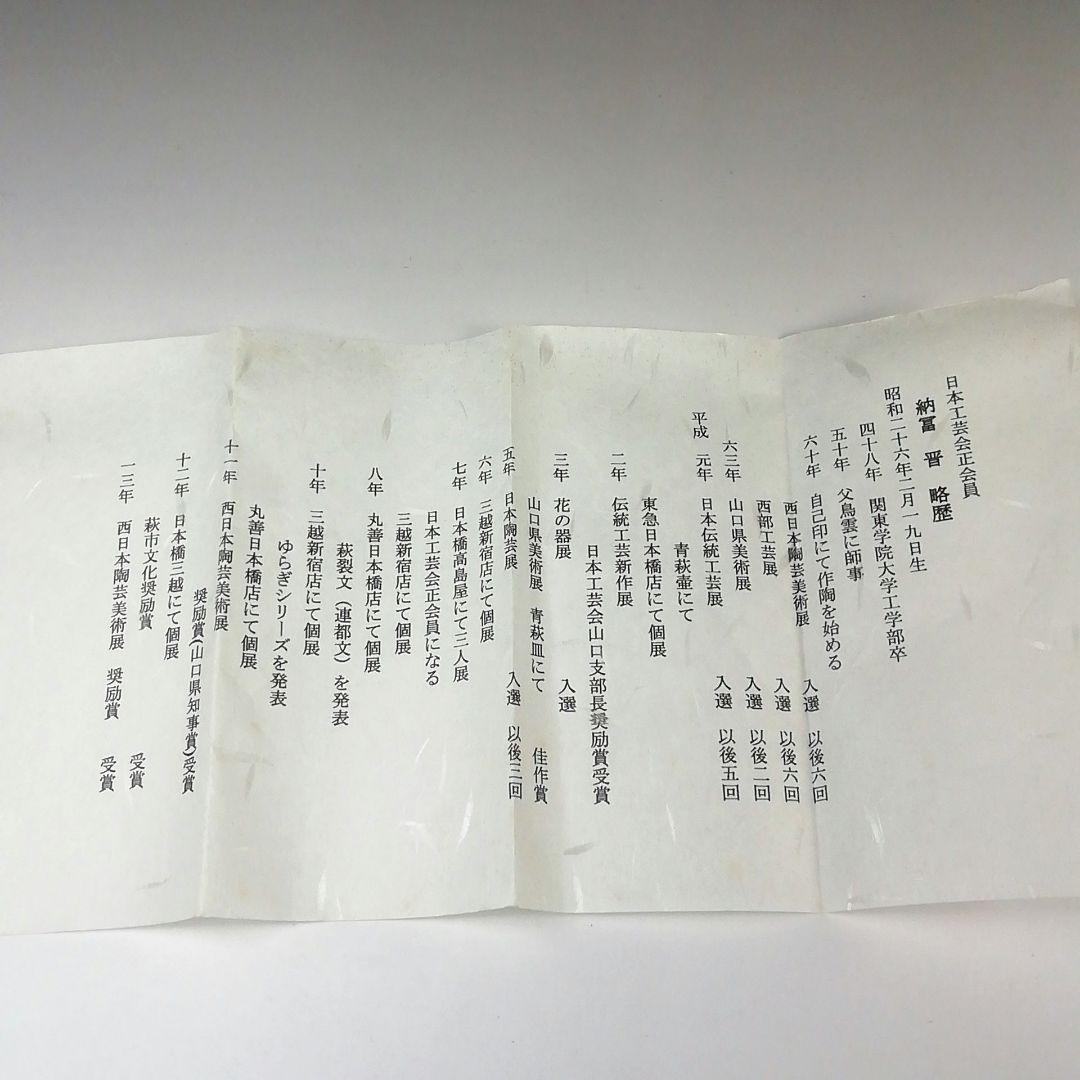 日本工芸会正会員
納冨　晋　略歴
昭和二十六年二月一九日生
四十八年　関東学院大学工学部卒
五十年　父鳥雲に師事
六十年　自己印にて作陶を始める
西日本陶芸美術展　入選　以後六回
西部工芸展　入選　以後六回
六三年　山口県美術展　入選　以後二回
平成　元年　日本伝統工芸展　入選　以後五回
青萩壷にて
東急日本橋店にて個展
二年　伝統工芸新作展
日本工芸会山口支部長奨励賞受賞
三年　花の器展　入選
山口県美術展　青萩皿にて　佳作賞
五年　日本陶芸展　入選　以後三回
六年　三越新宿店にて個展
七年　日本橋高島屋にて三人展
日本工芸会正会員になる
三越新宿店にて個展
八年　丸善日本橋店にて個展
萩裂文（連都文）を発表
十年　三越新宿店にて個展
ゆらぎシリーズを発表
丸善日本橋店にて個展
十一年　西日本陶芸美術展
奨励賞（山口県知事賞）受賞
十二年　日本橋三越にて個展
萩市文化奨励賞　受賞
一三年　西日本陶芸美術展　奨励賞　受賞